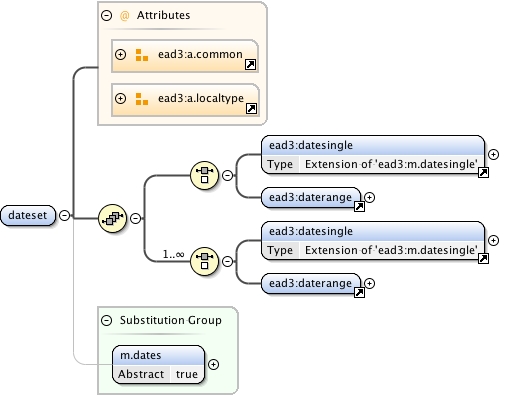 @ Attributes
ead3:a.common
ead3:a.localtype
ead3:datesingle
Type Extension of 'ead3:m.datesingle'
ead3:daterange
dateset
ead3:datesingle
1..∞
Type Extension of 'ead3:m.datesingle'
ead3:daterange
Substitution Group
m.dates
Abstract true